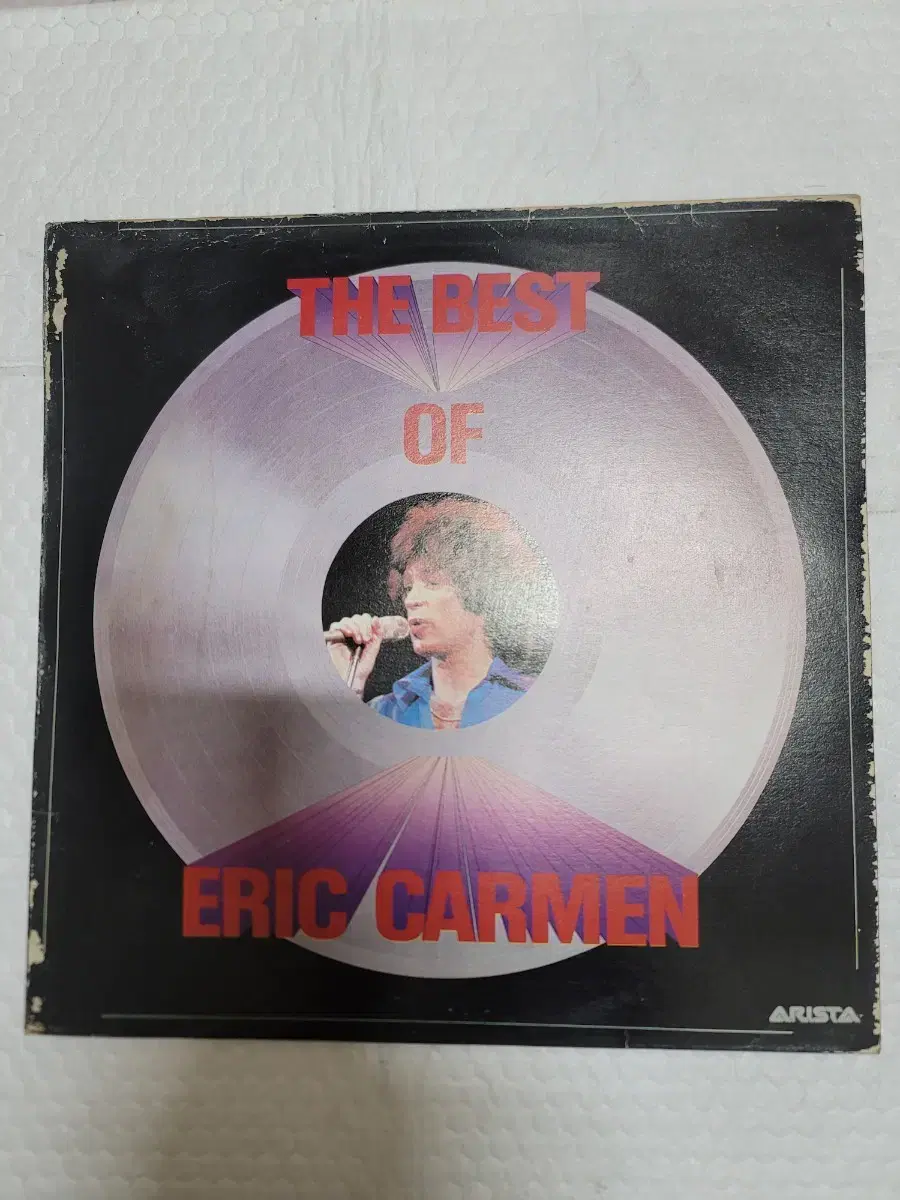 THE BEST
OF
ERIC CARMEN
ARISTA